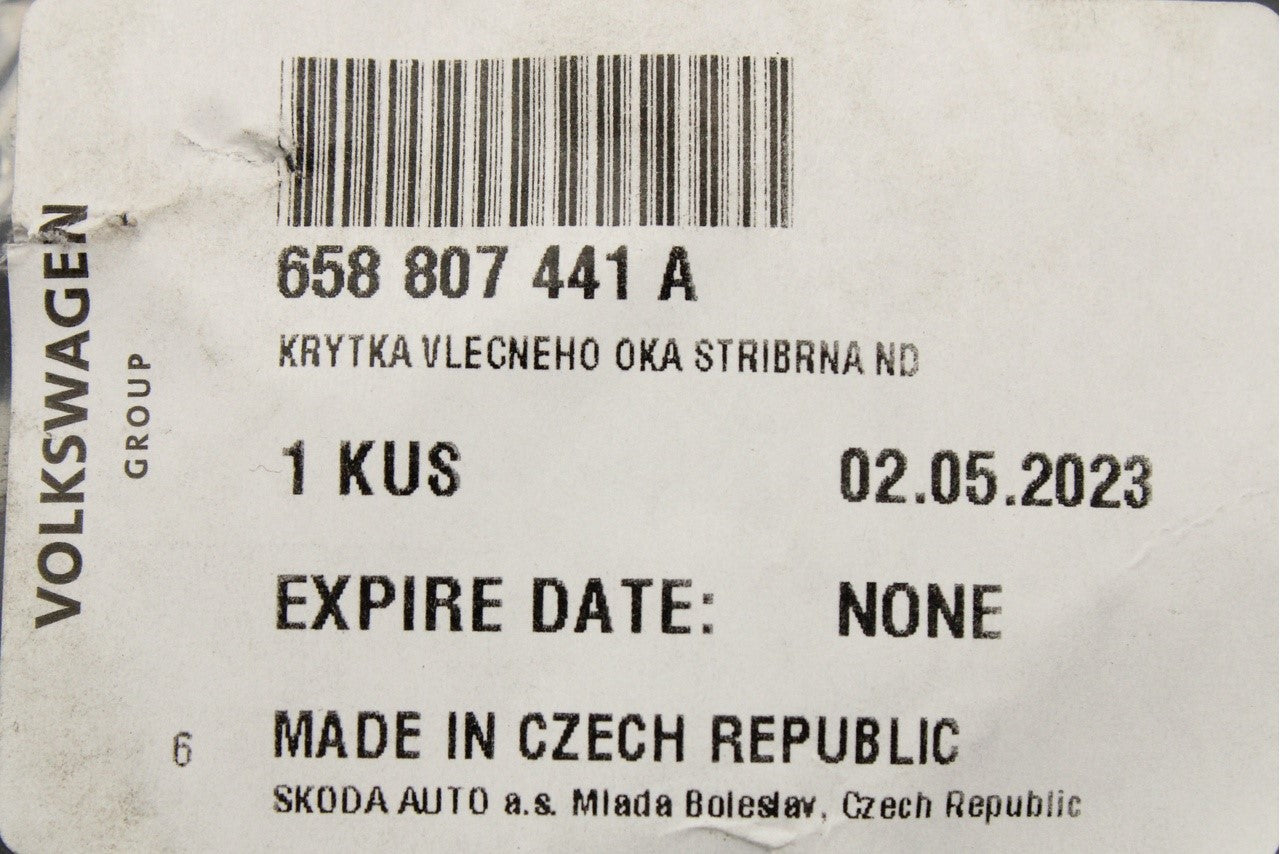 VOLKSWAGEN
GROUP
658 807 441 A
KRYTKA VLECNEHO OKA STRIBRNA ND
1 KUS 02.05.2023
EXPIRE DATE: NONE
6 MADE IN CZECH REPUBLIC
SKODA AUTO a.s. Mlada Boleslav, Czech Republic